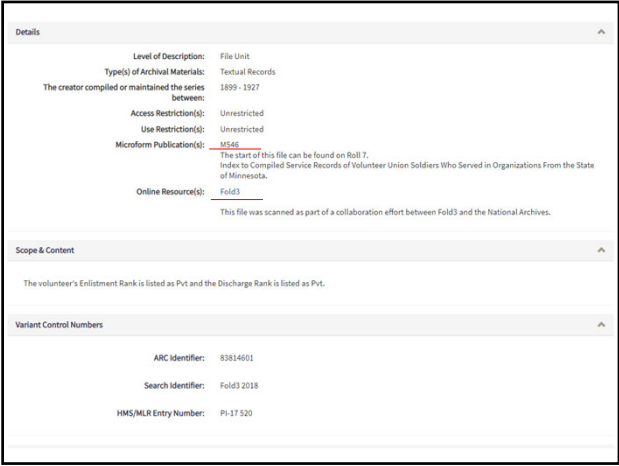 Details
Level of Description: File Unit
Type(s) of Archival Materials: Textual Records
The creator compiled or maintained the series between: 1899 - 1927
Access Restriction(s): Unrestricted
Use Restriction(s): Unrestricted
Microform Publication(s): M546
The start of this file can be found on Roll 7.
Index to Compiled Service Records of Volunteer Union Soldiers Who Served in Organizations From the State
of Minnesota.
Online Resource(s): Fold3
This file was scanned as part of a collaboration effort between Fold3 and the National Archives.
Scope & Content
The volunteer's Enlistment Rank is listed as Pvt and the Discharge Rank is listed as Pvt.
Variant Control Numbers
ARC Identifier: 83814601
Search Identifier: Fold3 2018
HMS/MLR Entry Number: PI-17 520